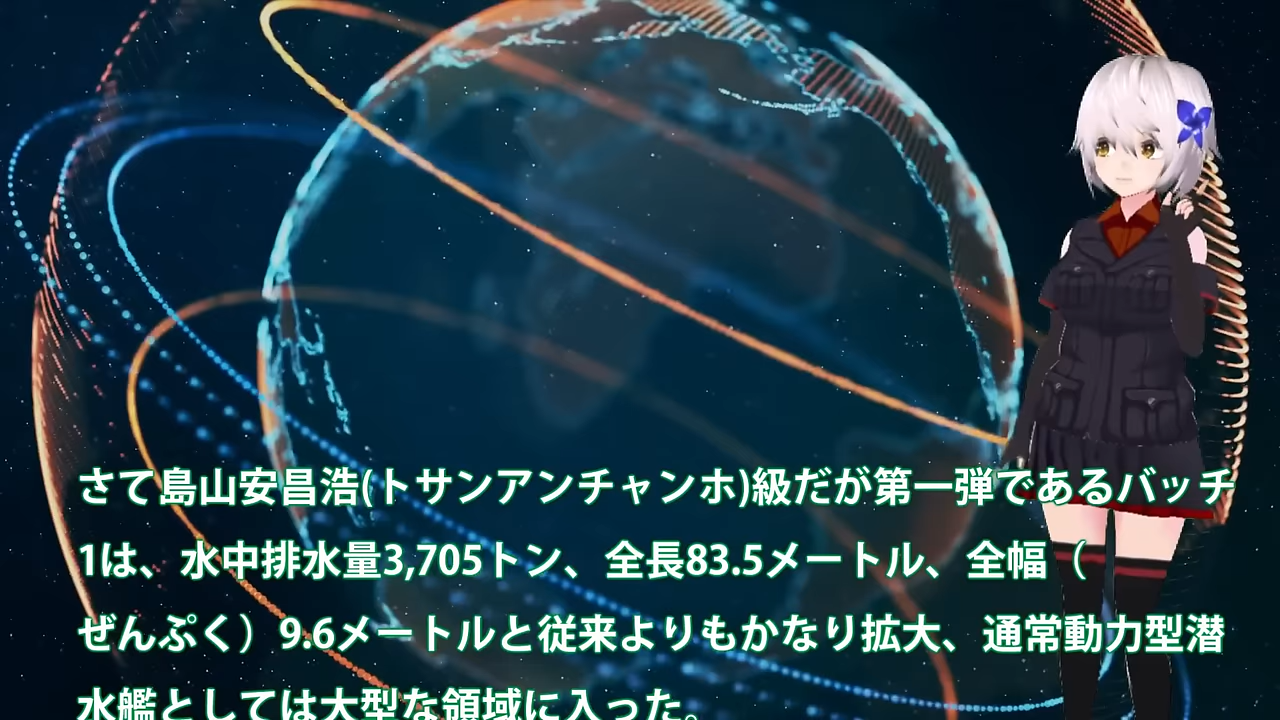 さて島山安昌浩(トサンアンチャンホ)級だが第一弾であるバッチ
1は、水中排水量3,705トン、全長83.5メートル、全幅（
ぜんぷく）9.6メートルと従来よりもかなり拡大、通常動力型潜
水艦としては大型な領域に入った。